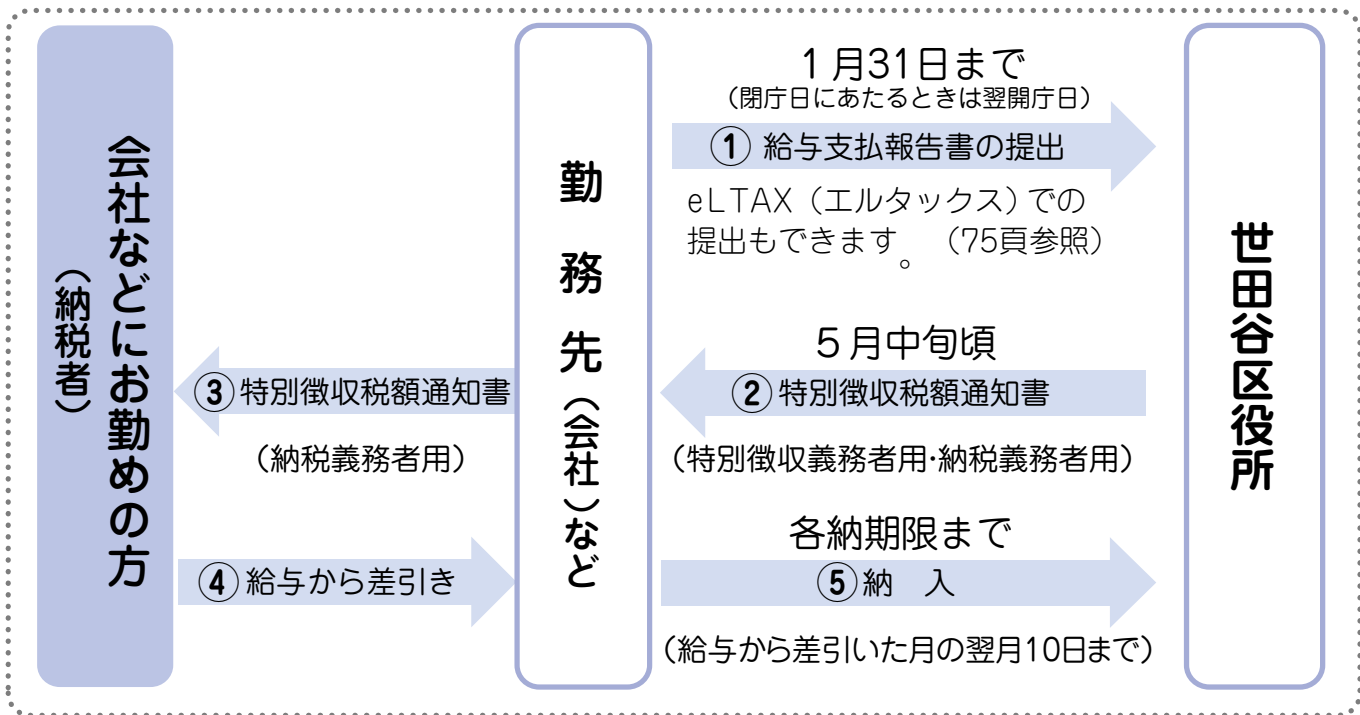 会社などにお勤めの方
（納税者）
勤務先（会社）など
世田谷区役所
1月31日まで
（閉庁日にあたるときは翌開庁日）
① 給与支払報告書の提出
eLTAX（エルタックス）での
提出もできます。（75頁参照）
5月中旬頃
② 特別徴収税額通知書
（特別徴収義務者用・納税義務者用）
③ 特別徴収税額通知書
（納税義務者用）
④ 給与から差引き
各納期限まで
⑤ 納　入
（給与から差引いた月の翌月10日まで）